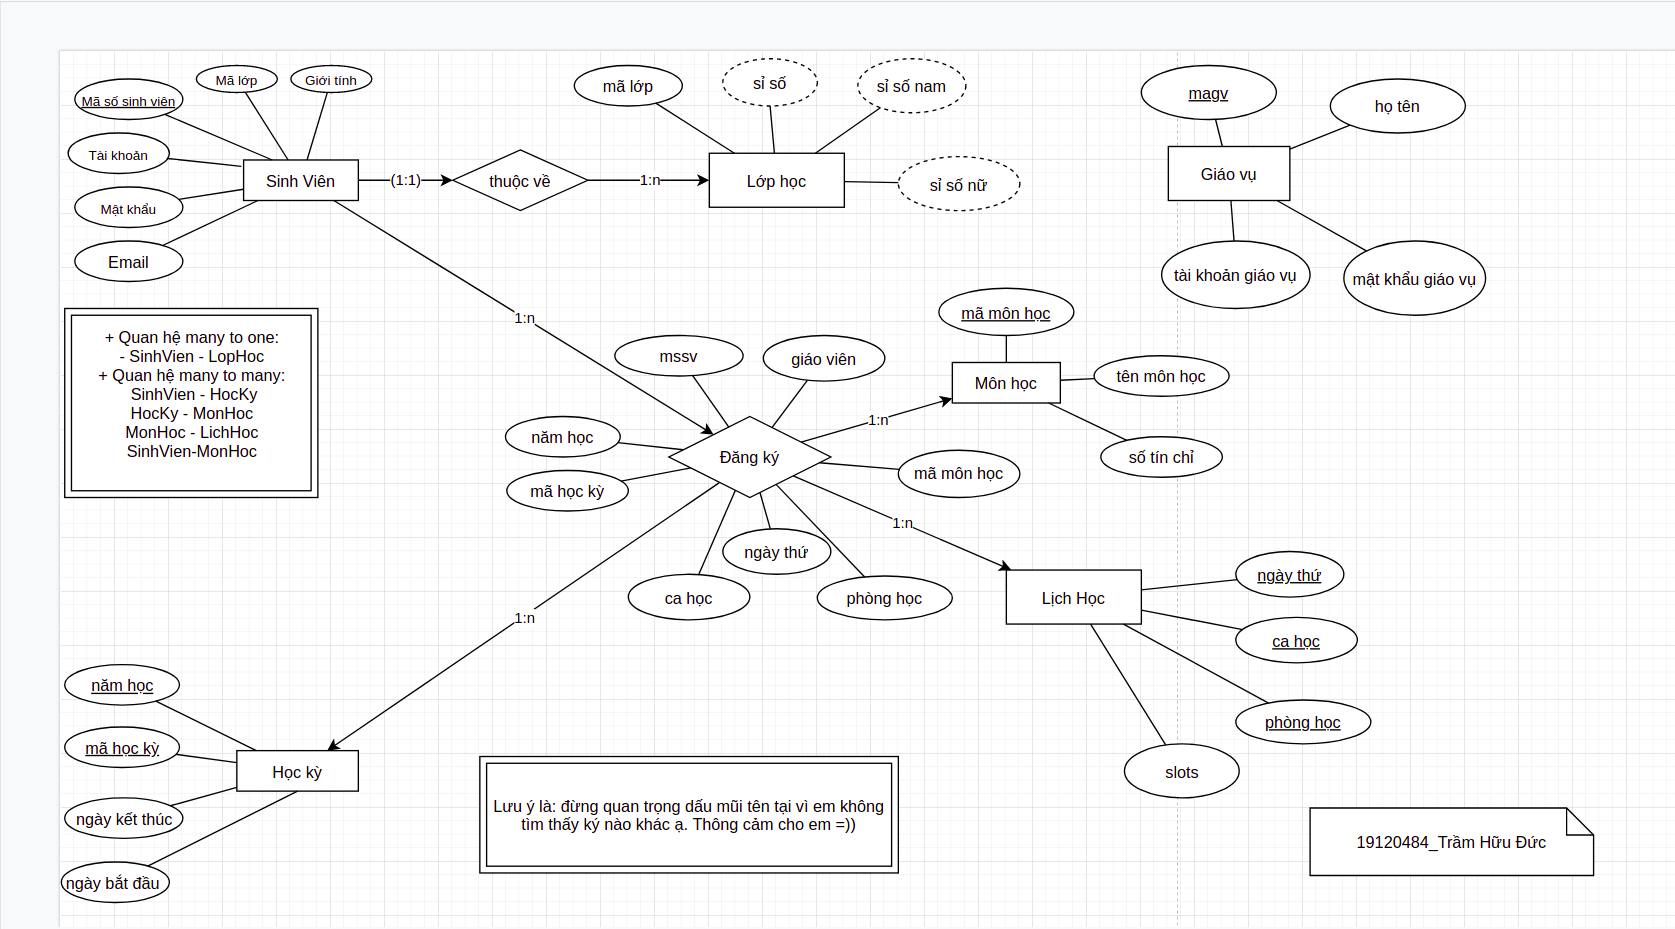 Mã lớp
Giới tính
Mã số sinh viên
Tài khoản
Mật khẩu
Email
Sinh Viên
(1:1)
thuộc về
1:n
mã lớp
sỉ số
sỉ số nam
sỉ số nữ
Lớp học
magv
họ tên
Giáo vụ
tài khoản giáo vụ
mật khẩu giáo vụ
+ Quan hệ many to one:
- SinhVien - LopHoc
+ Quan hệ many to many:
SinhVien - HocKy
HocKy - MonHoc
MonHoc - LichHoc
SinhVien-MonHoc
1:n
mssv
giáo viên
năm học
mã học kỳ
Đăng ký
1:n
mã môn học
ca học
ngày thứ
phòng học
mã môn học
Môn học
tên môn học
số tín chỉ
1:n
Lịch Học
ngày thứ
ca học
phòng học
slots
1:n
năm học
mã học kỳ
ngày kết thúc
ngày bắt đầu
Học kỳ
Lưu ý là: đừng quan trọng dấu mũi tên tại vì em không
tìm thấy ký nào khác ạ. Thông cảm cho em =))
19120484_Trầm Hữu Đức